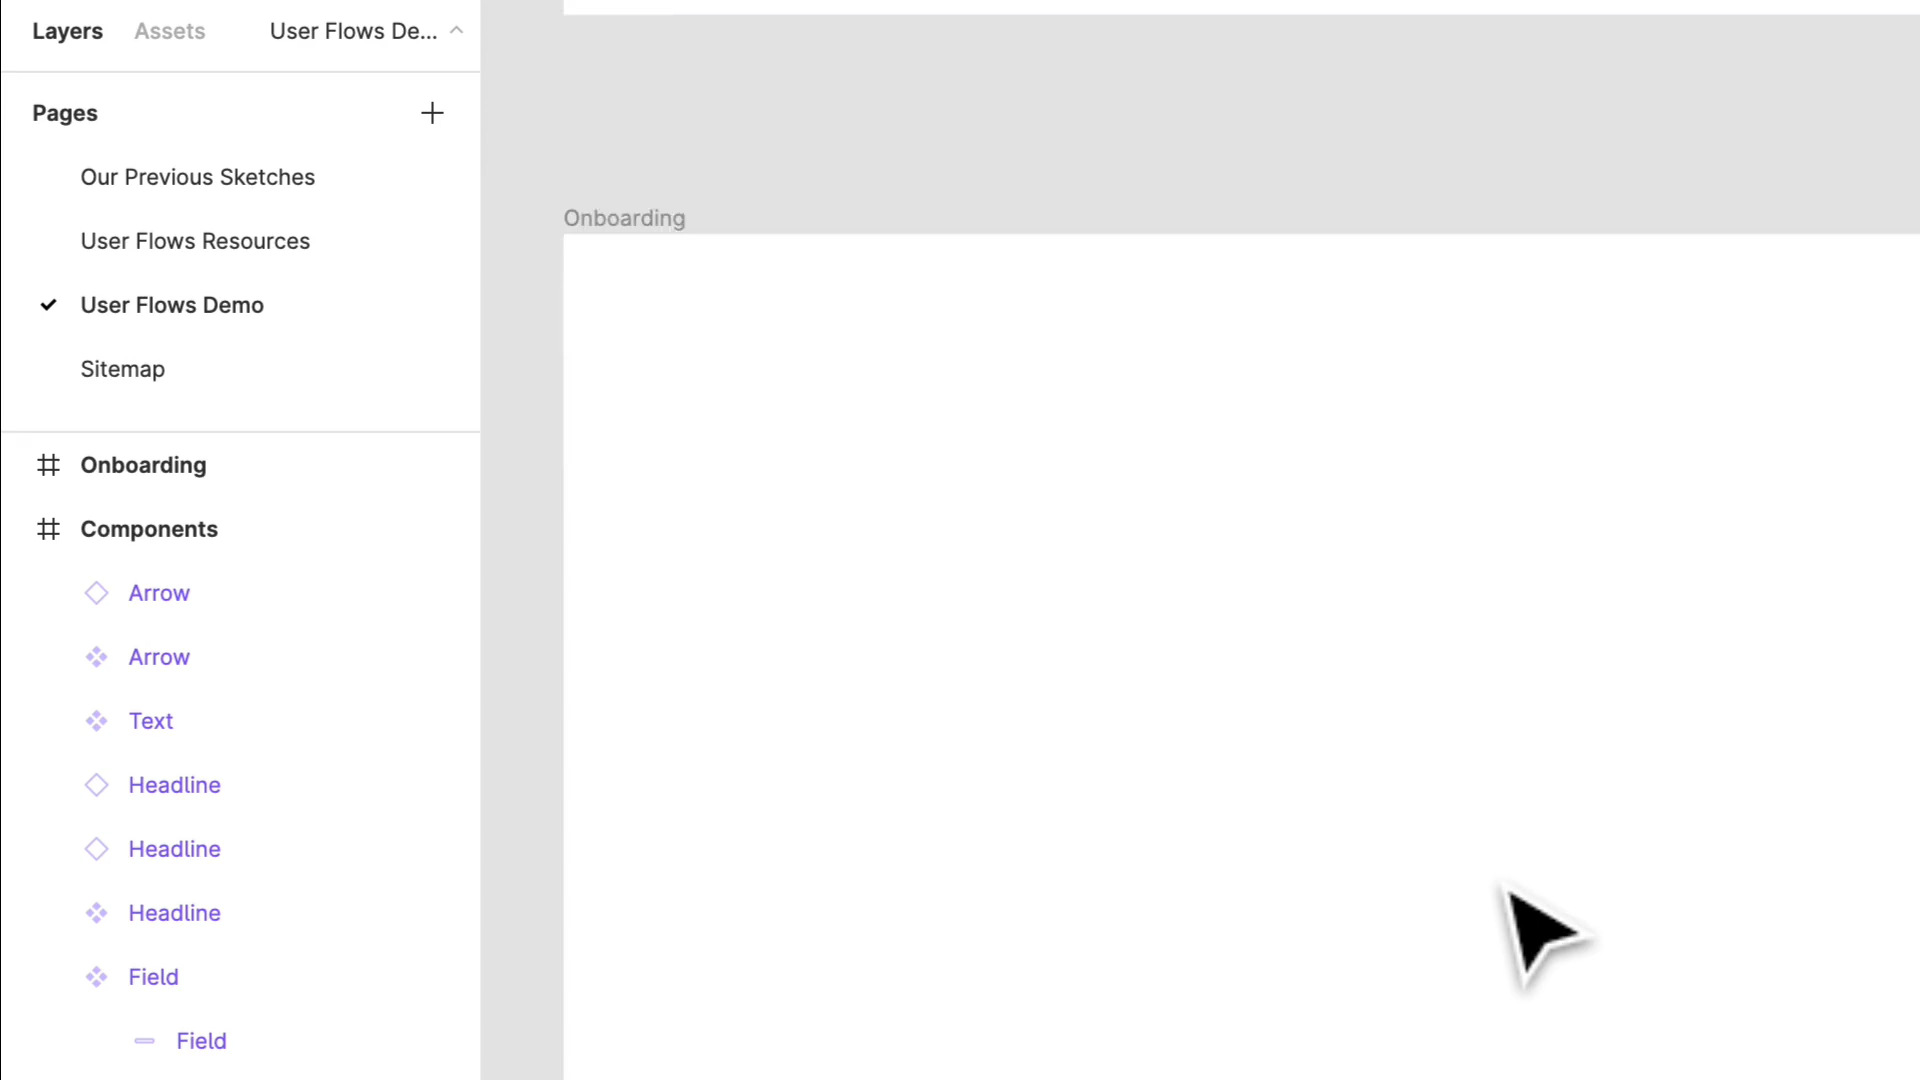 Layers Assets User Flows De...
Pages
Our Previous Sketches
User Flows Resources
User Flows Demo
Sitemap
Onboarding
Components
Arrow
Arrow
Text
Headline
Headline
Headline
Field
Field
Onboarding